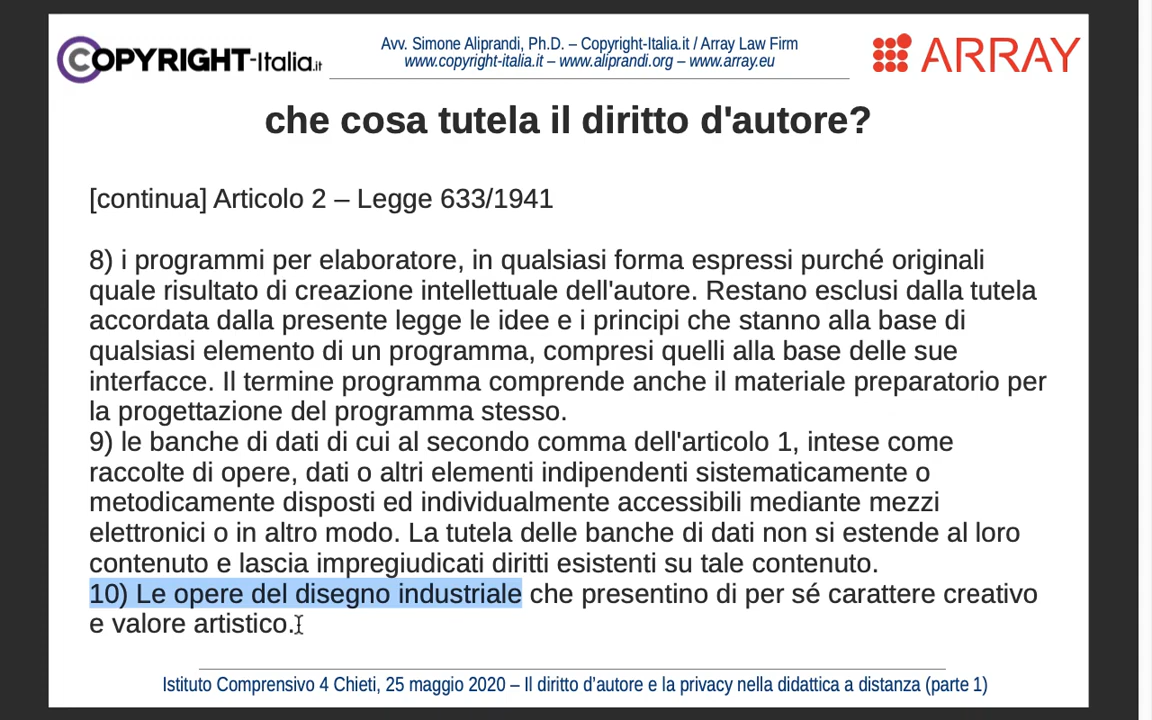 COPYRIGHT-Italia.it
Avv. Simone Aliprandi, Ph.D. – Copyright-Italia.it / Array Law Firm
www.copyright-italia.it – www.aliprandi.org – www.array.eu
ARRAY
che cosa tutela il diritto d'autore?
[continua] Articolo 2 – Legge 633/1941
8) i programmi per elaboratore, in qualsiasi forma espressi purché originali
quale risultato di creazione intellettuale dell'autore. Restano esclusi dalla tutela
accordata dalla presente legge le idee e i principi che stanno alla base di
qualsiasi elemento di un programma, compresi quelli alla base delle sue
interfacce. Il termine programma comprende anche il materiale preparatorio per
la progettazione del programma stesso.
9) le banche di dati di cui al secondo comma dell'articolo 1, intese come
raccolte di opere, dati o altri elementi indipendenti sistematicamente o
metodicamente disposti ed individualmente accessibili mediante mezzi
elettronici o in altro modo. La tutela delle banche di dati non si estende al loro
contenuto e lascia impregiudicati diritti esistenti su tale contenuto.
10) Le opere del disegno industriale che presentino di per sé carattere creativo
e valore artistico.
Istituto Comprensivo 4 Chieti, 25 maggio 2020 – Il diritto d'autore e la privacy nella didattica a distanza (parte 1)